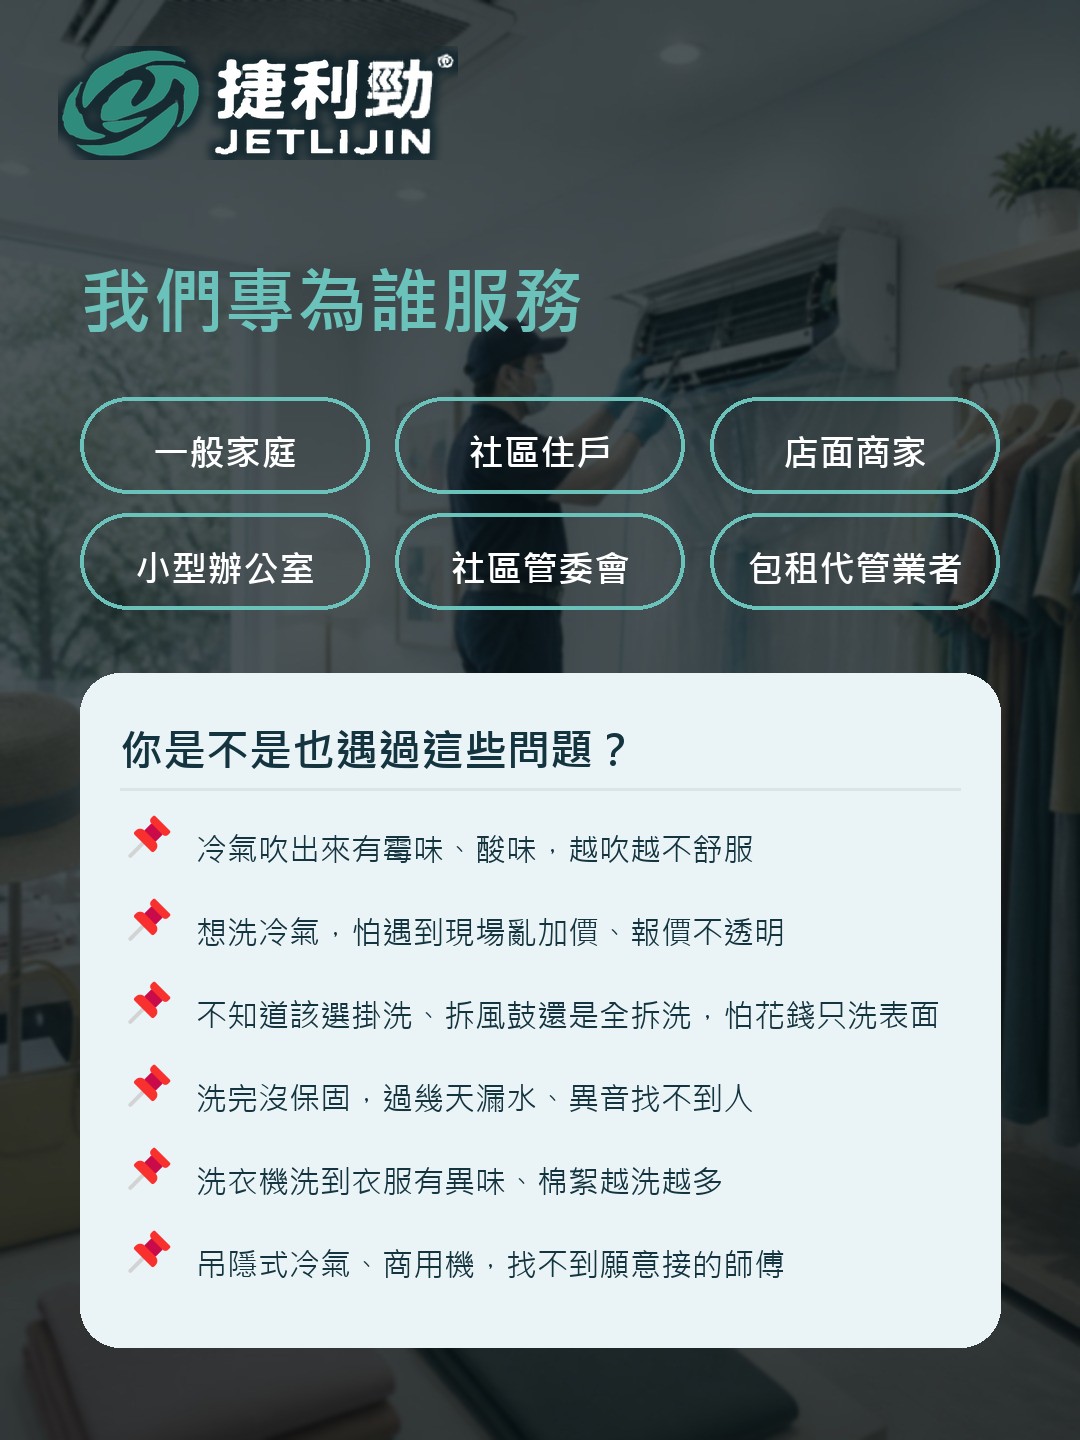 捷利勁
JETLIJIN
我們專為誰服務
一般家庭
社區住戶
店面商家
小型辦公室
社區管委會
包租代管業者
你是不是也遇過這些問題？
冷氣吹出來有霉味、酸味，越吹越不舒服
想洗冷氣，怕遇到現場亂加價、報價不透明
不知道該選掛洗、拆風鼓還是全拆洗，怕花錢只洗表面
洗完沒保固，過幾天漏水、異音找不到人
洗衣機洗到衣服有異味、棉絮越洗越多
吊隱式冷氣、商用機，找不到願意接的師傅